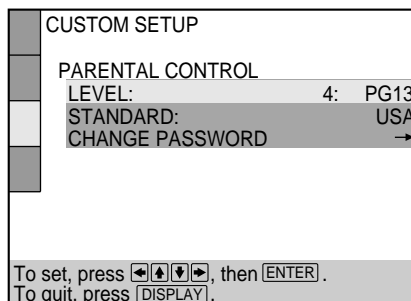 CUSTOM SETUP
PARENTAL CONTROL
LEVEL: 4: PG13
STANDARD: USA
CHANGE PASSWORD →
To set, press ←↑↓→, then ENTER.
To quit, press DISPLAY.